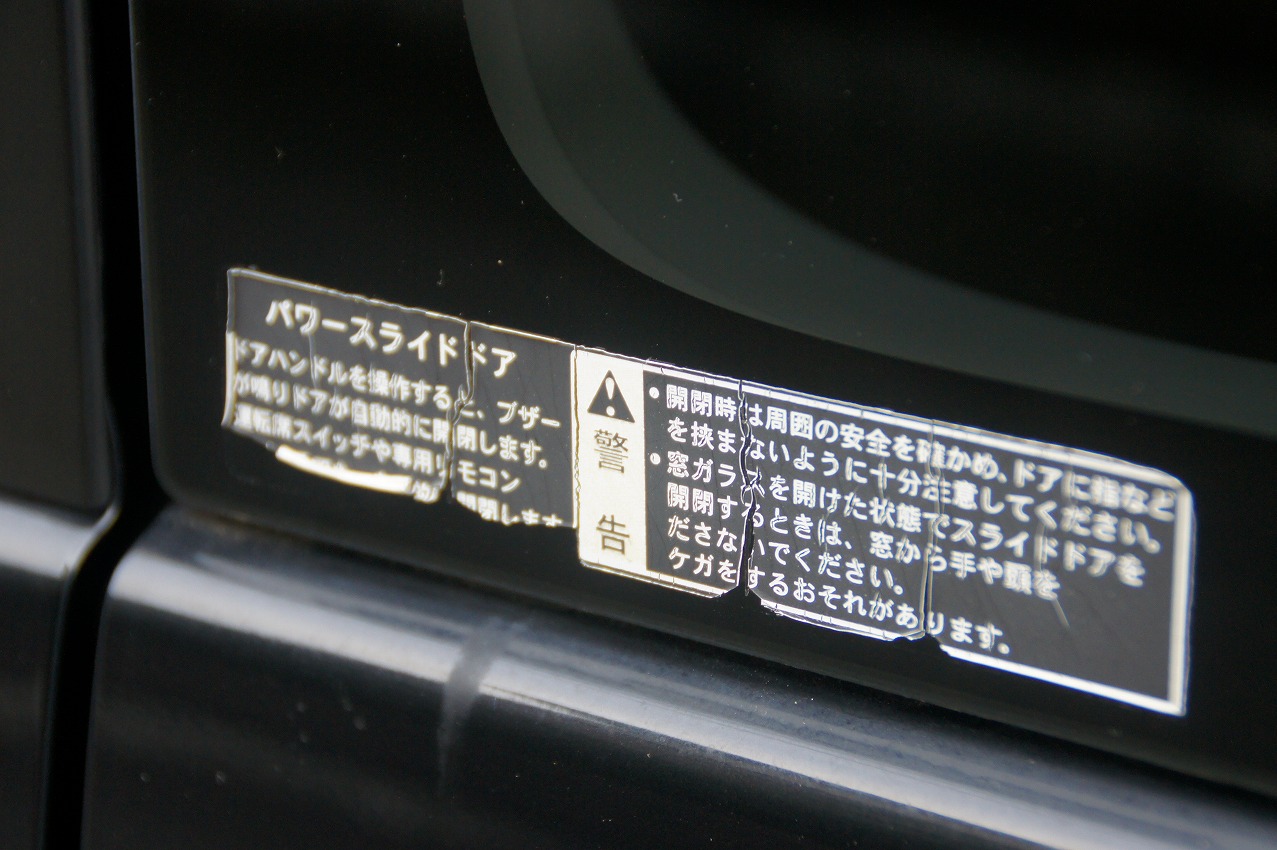 パワースライドドア
ドアハンドルを操作すると、ブザー
が鳴りドアが自動的に開閉します。
運転席スイッチや専用リモコン
開閉します
警告
・開閉時は周囲の安全を確かめ、ドアに指など
を挟まないように十分注意してください。
・窓ガラスを開けた状態でスライドドアを
開閉するときは、窓から手や顔を
ださないでください。
ケガをするおそれがあります。